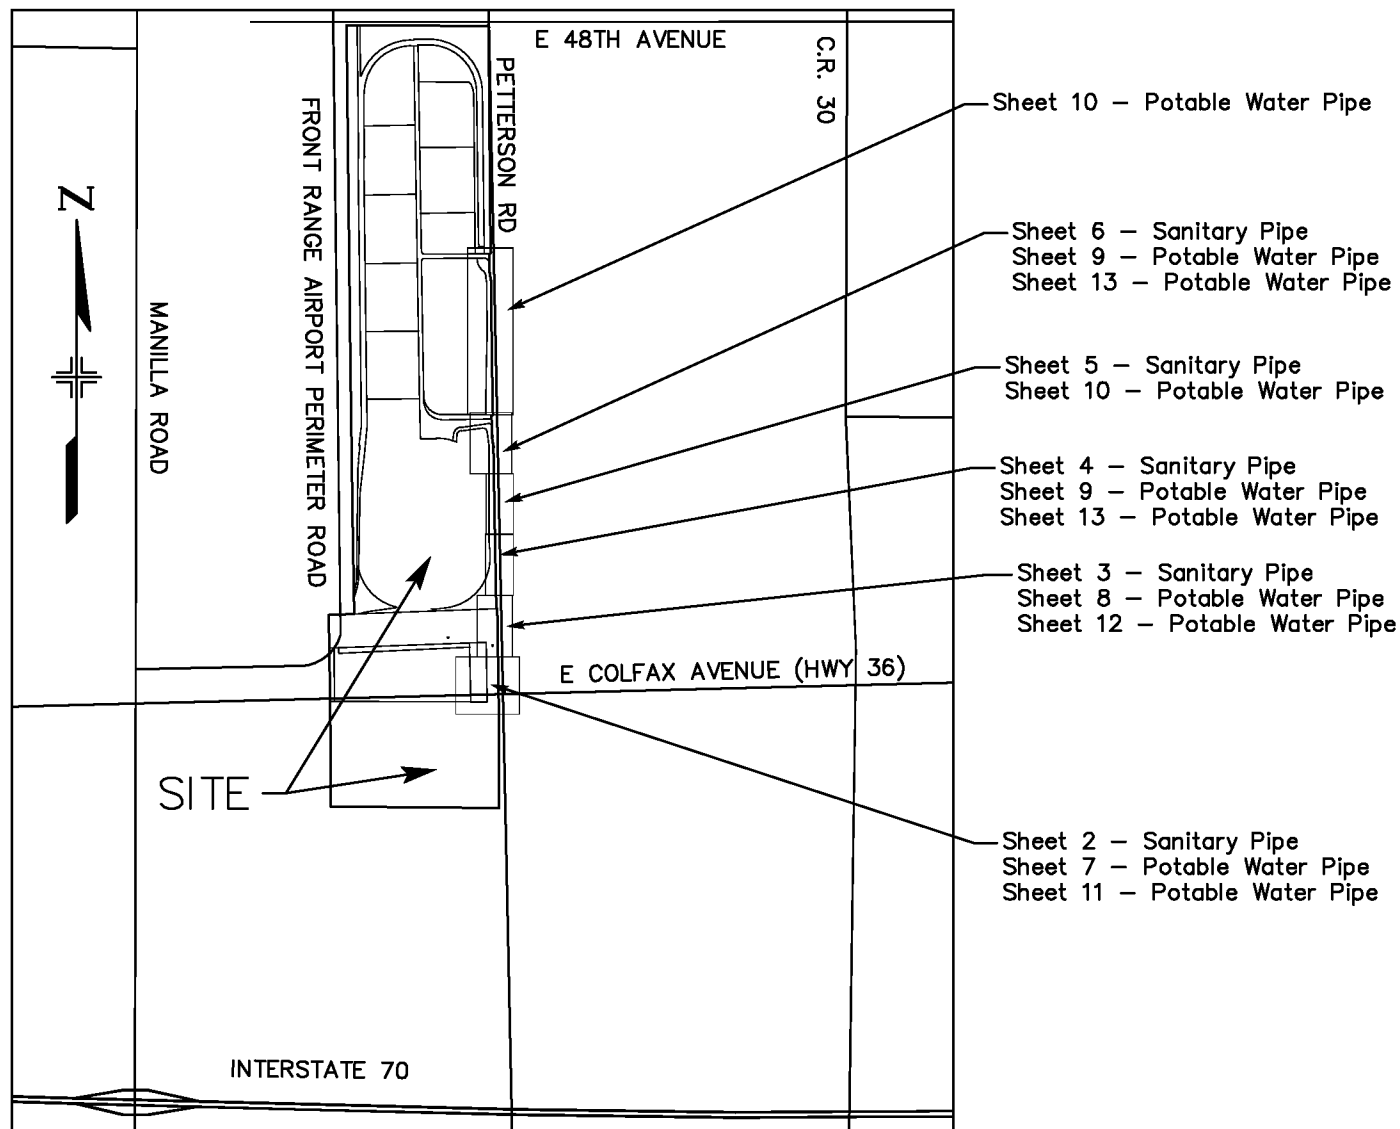 E 48TH AVENUE
C.R. 30
PETTERSON RD
FRONT RANGE AIRPORT PERIMETER ROAD
MANILLA ROAD
N
Sheet 10 – Potable Water Pipe
Sheet 6 – Sanitary Pipe
Sheet 9 – Potable Water Pipe
Sheet 13 – Potable Water Pipe
Sheet 5 – Sanitary Pipe
Sheet 10 – Potable Water Pipe
Sheet 4 – Sanitary Pipe
Sheet 9 – Potable Water Pipe
Sheet 13 – Potable Water Pipe
Sheet 3 – Sanitary Pipe
Sheet 8 – Potable Water Pipe
Sheet 12 – Potable Water Pipe
E COLFAX AVENUE (HWY 36)
SITE
Sheet 2 – Sanitary Pipe
Sheet 7 – Potable Water Pipe
Sheet 11 – Potable Water Pipe
INTERSTATE 70